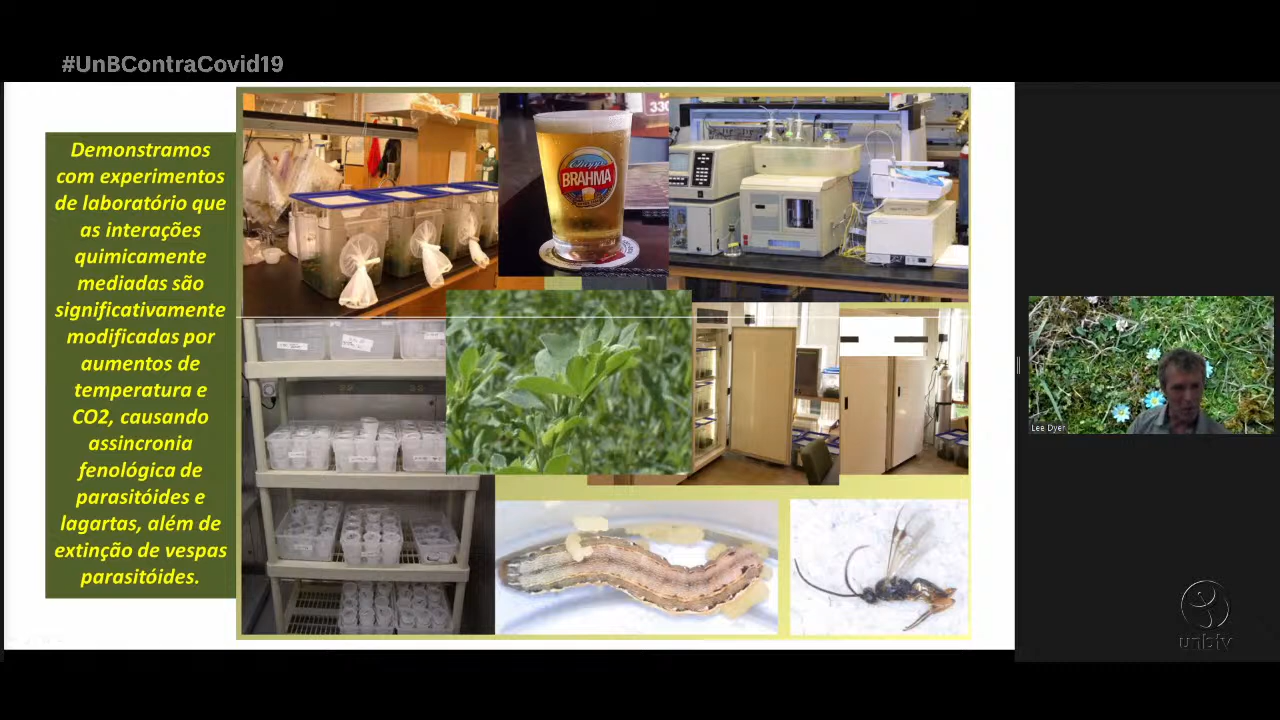 #UnBContraCovid19
Demonstramos
com experimentos
de laboratório que
as interações
quimicamente
mediadas são
significativamente
modificadas por
aumentos de
temperatura e
CO2, causando
assincronia
fenológica de
parasitóides e
lagartas, além de
extinção de vespas
parasitóides.
BRAHMA
330
Lee Dyer
unbtv